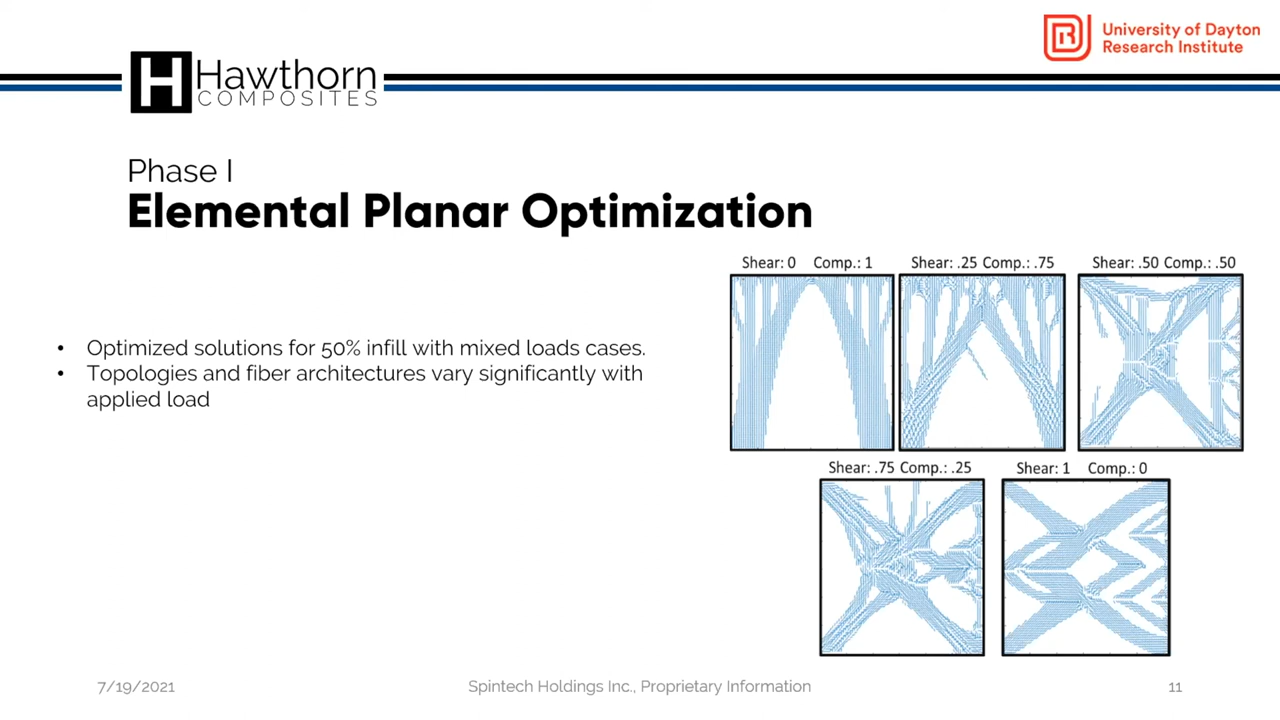 University of Dayton
Research Institute
H Hawthorn
COMPOSITES
Phase I
Elemental Planar Optimization
Shear: 0 Comp.: 1
Shear: .25 Comp.: .75
Shear: .50 Comp.: .50
• Optimized solutions for 50% infill with mixed loads cases.
• Topologies and fiber architectures vary significantly with
applied load
Shear: .75 Comp.: .25
Shear: 1 Comp.: 0
7/19/2021
Spintech Holdings Inc., Proprietary Information
11